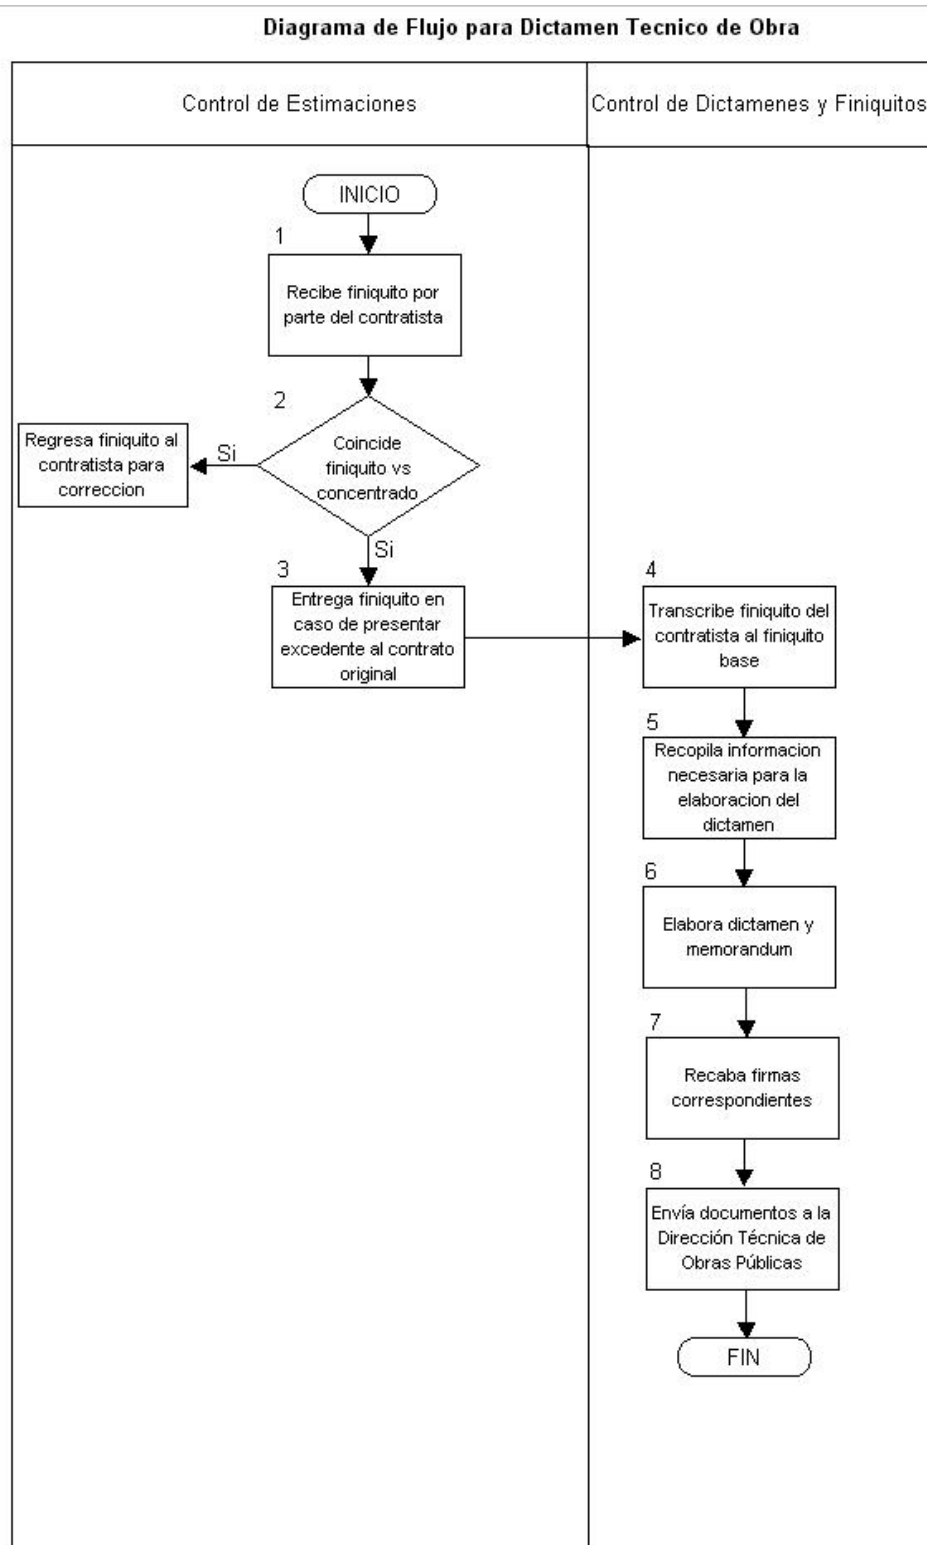 Diagrama de Flujo para Dictamen Tecnico de Obra
Control de Estimaciones
Control de Dictamenes y Finiquitos
INICIO
1
Recibe finiquito por
parte del contratista
2
Coincide
finiquito vs
concentrado
Si
Regresa finiquito al
contratista para
correccion
Si
3
Entrega finiquito en
caso de presentar
excedente al contrato
original
4
Transcribe finiquito del
contratista al finiquito
base
5
Recopila informacion
necesaria para la
elaboracion del
dictamen
6
Elabora dictamen y
memorandum
7
Recaba firmas
correspondientes
8
Envía documentos a la
Dirección Técnica de
Obras Públicas
FIN